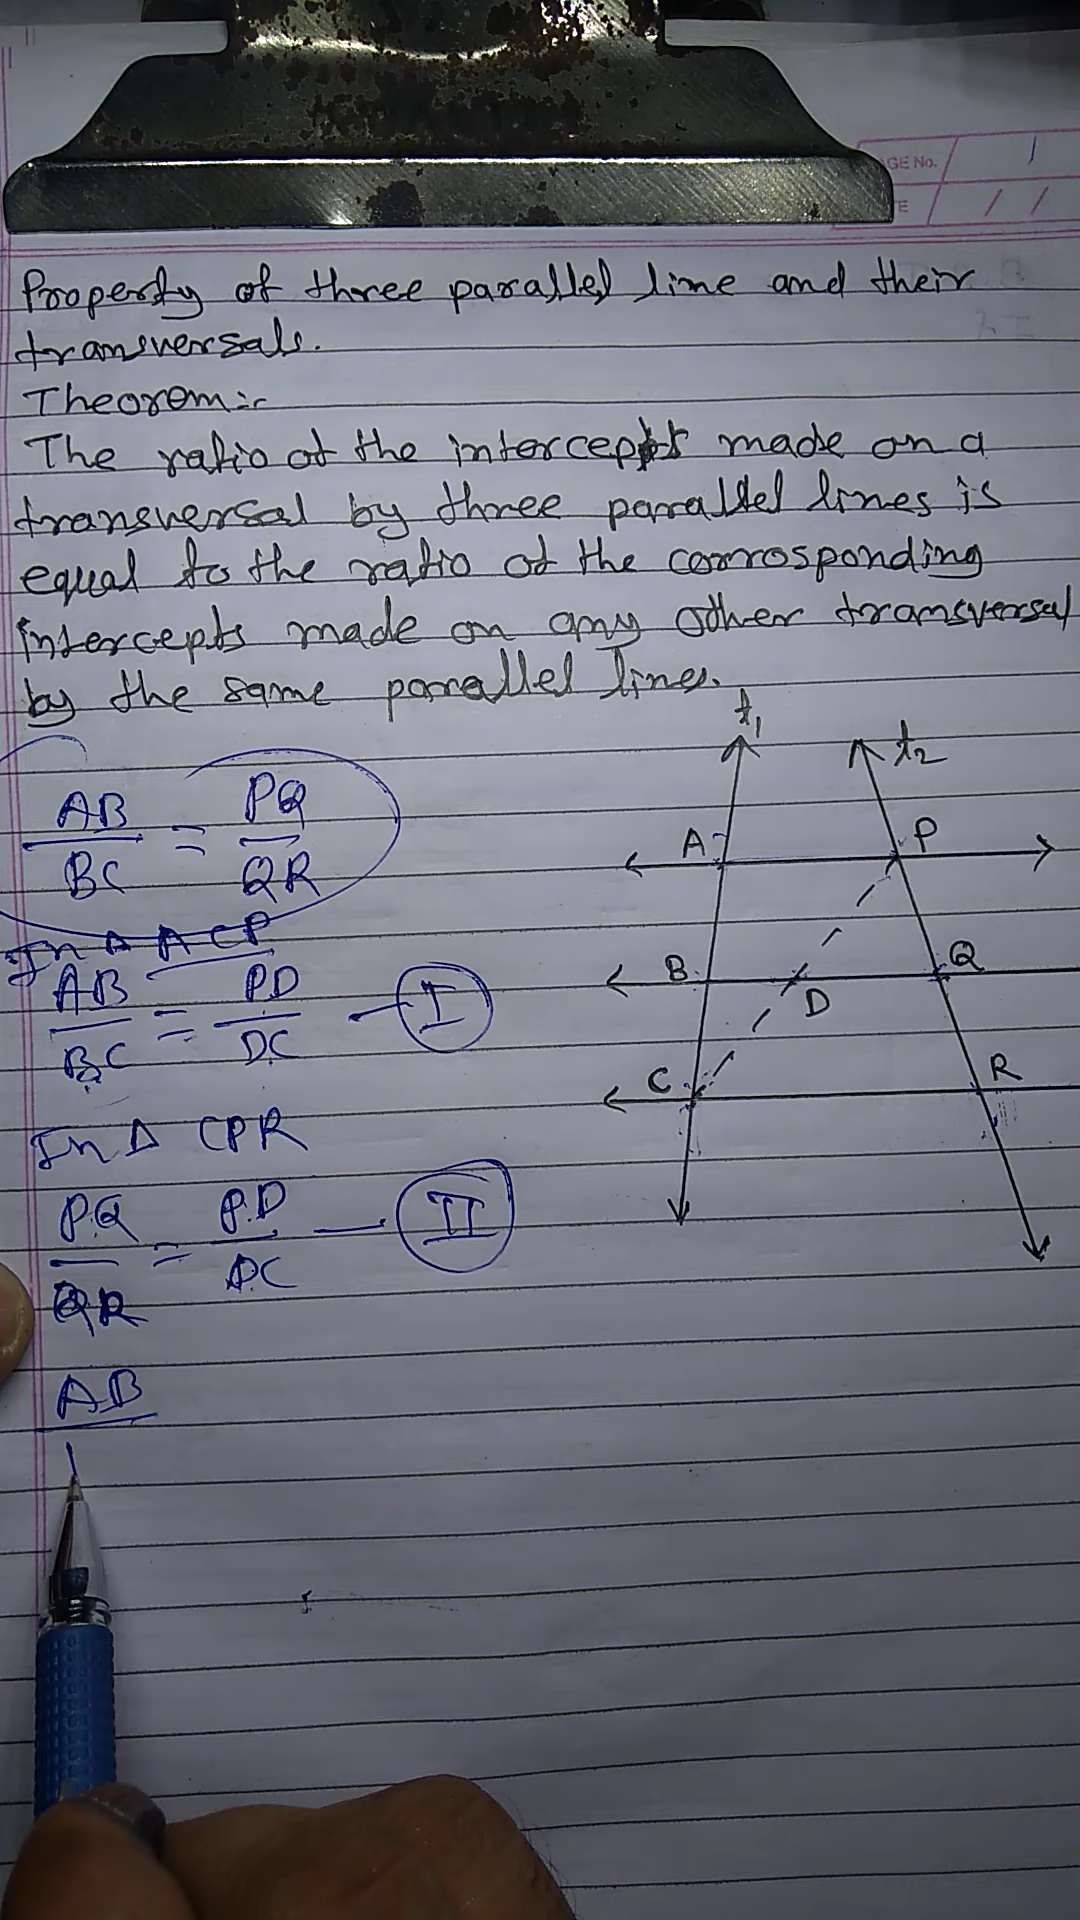 GE No. 1
E / /
Property of three parallel line and their
transversals.
Theorem:-
The ratio of the intercepts made on a
transversal by three parallel lines is
equal to the ratio of the corrosponding
intercepts made on any other transversal
by the same parallel lines.
t1 t2
AB/BC = PQ/QR
A P
In Δ ACP
B Q
AB/BC = PD/DC — I
D
C R
In Δ CPR
PQ/QR = PD/DC — II
AB